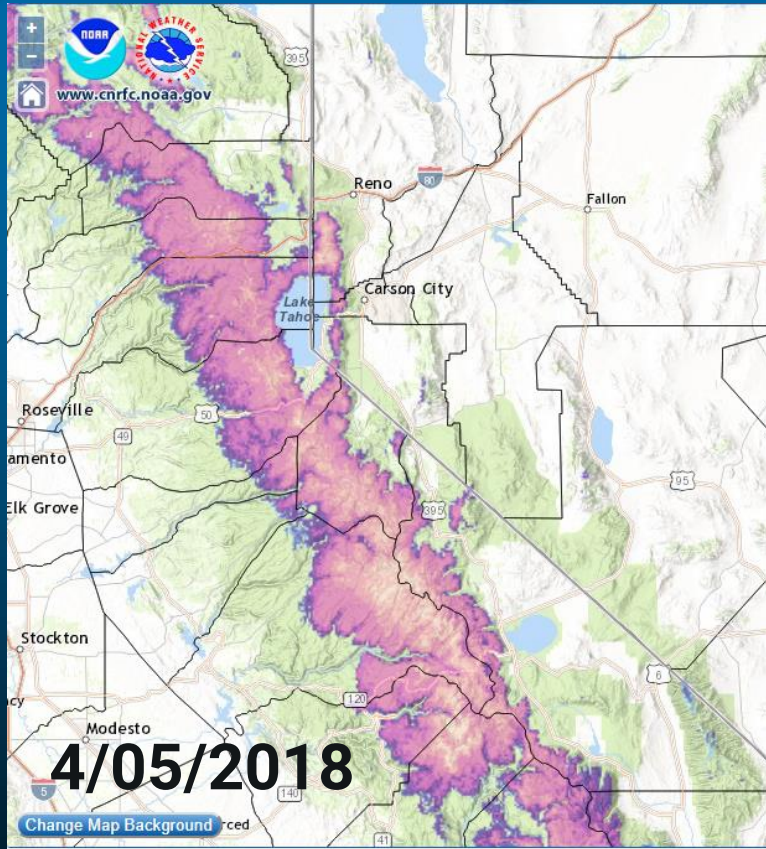 +
NOAA
NATIONAL WEATHER SERVICE
−
www.cnrfc.noaa.gov
395
Reno
80
Fallon
Lake
Tahoe
Carson City
Roseville
50
49
amento
95
Elk Grove
395
Stockton
6
120
cy
Modesto
4/05/2018
5
140
Change Map Background
rced
41